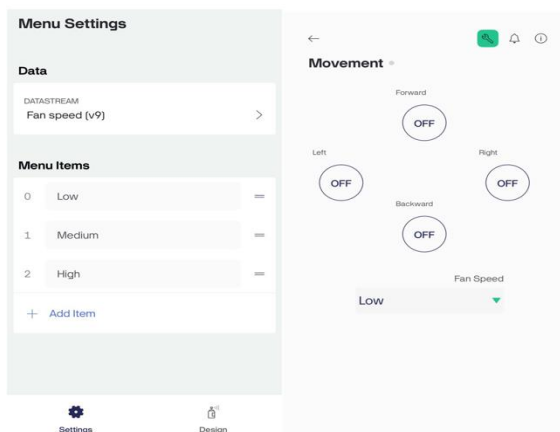 Menu Settings
Data
DATASTREAM
Fan speed (v9)
Menu Items
0 Low
1 Medium
2 High
Add Item
Settings
Design
Movement
Forward
OFF
Left
Right
OFF
OFF
Backward
OFF
Fan Speed
Low